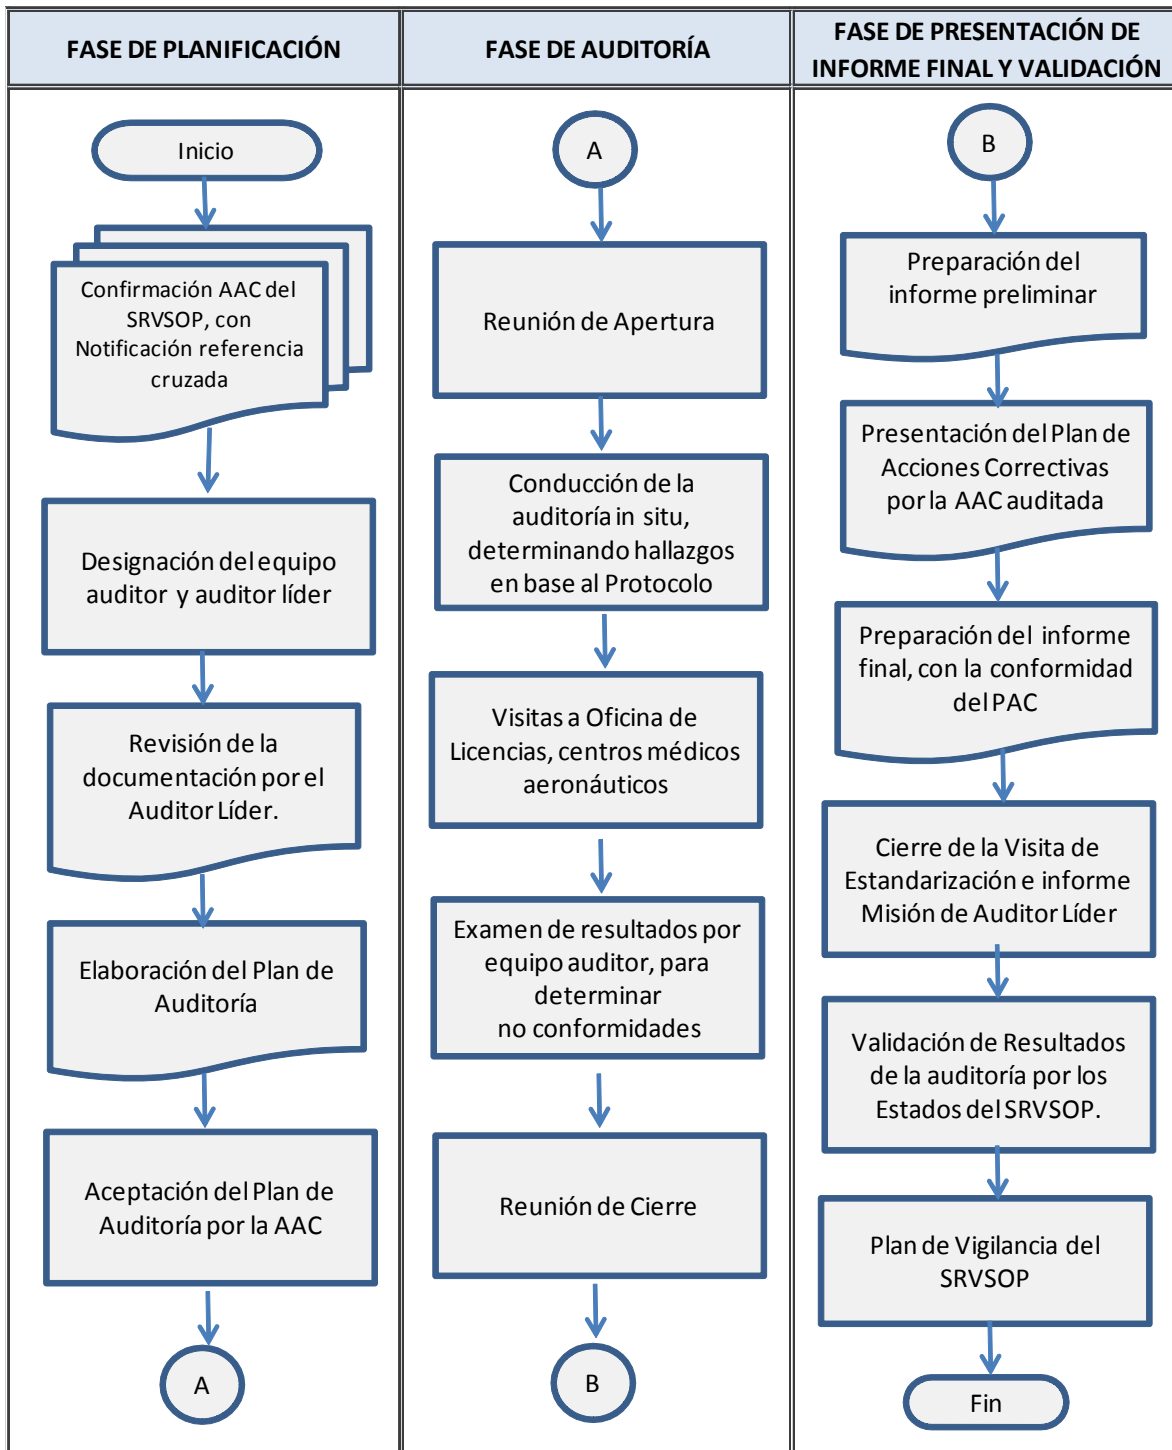 FASE DE PLANIFICACIÓN
Inicio
Confirmación AAC del
SRVSOP, con
Notificación referencia
cruzada
Designación del equipo
auditor y auditor líder
Revisión de la
documentación por el
Auditor Líder.
Elaboración del Plan de
Auditoría
Aceptación del Plan de
Auditoría por la AAC
A
FASE DE AUDITORÍA
A
Reunión de Apertura
Conducción de la
auditoría in situ,
determinando hallazgos
en base al Protocolo
Visitas a Oficina de
Licencias, centros médicos
aeronáuticos
Examen de resultados por
equipo auditor, para
determinar
no conformidades
Reunión de Cierre
B
FASE DE PRESENTACIÓN DE
INFORME FINAL Y VALIDACIÓN
B
Preparación del
informe preliminar
Presentación del Plan de
Acciones Correctivas
por la AAC auditada
Preparación del informe
final, con la conformidad
del PAC
Cierre de la Visita de
Estandarización e informe
Misión de Auditor Líder
Validación de Resultados
de la auditoría por los
Estados del SRVSOP.
Plan de Vigilancia del
SRVSOP
Fin